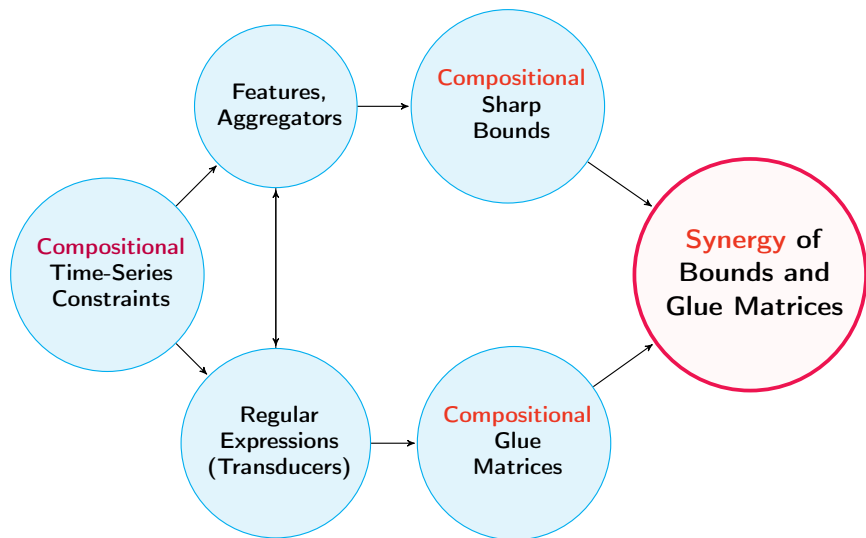 Features,
Aggregators
Compositional
Sharp
Bounds
Compositional
Time-Series
Constraints
Synergy of
Bounds and
Glue Matrices
Regular
Expressions
(Transducers)
Compositional
Glue
Matrices